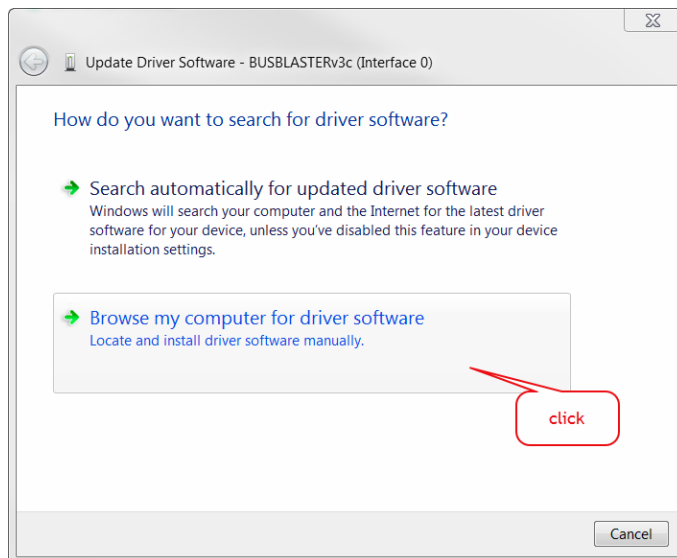 Update Driver Software - BUSBLASTERv3c (Interface 0)
How do you want to search for driver software?
Search automatically for updated driver software
Windows will search your computer and the Internet for the latest driver
software for your device, unless you've disabled this feature in your device
installation settings.
Browse my computer for driver software
Locate and install driver software manually.
click
Cancel